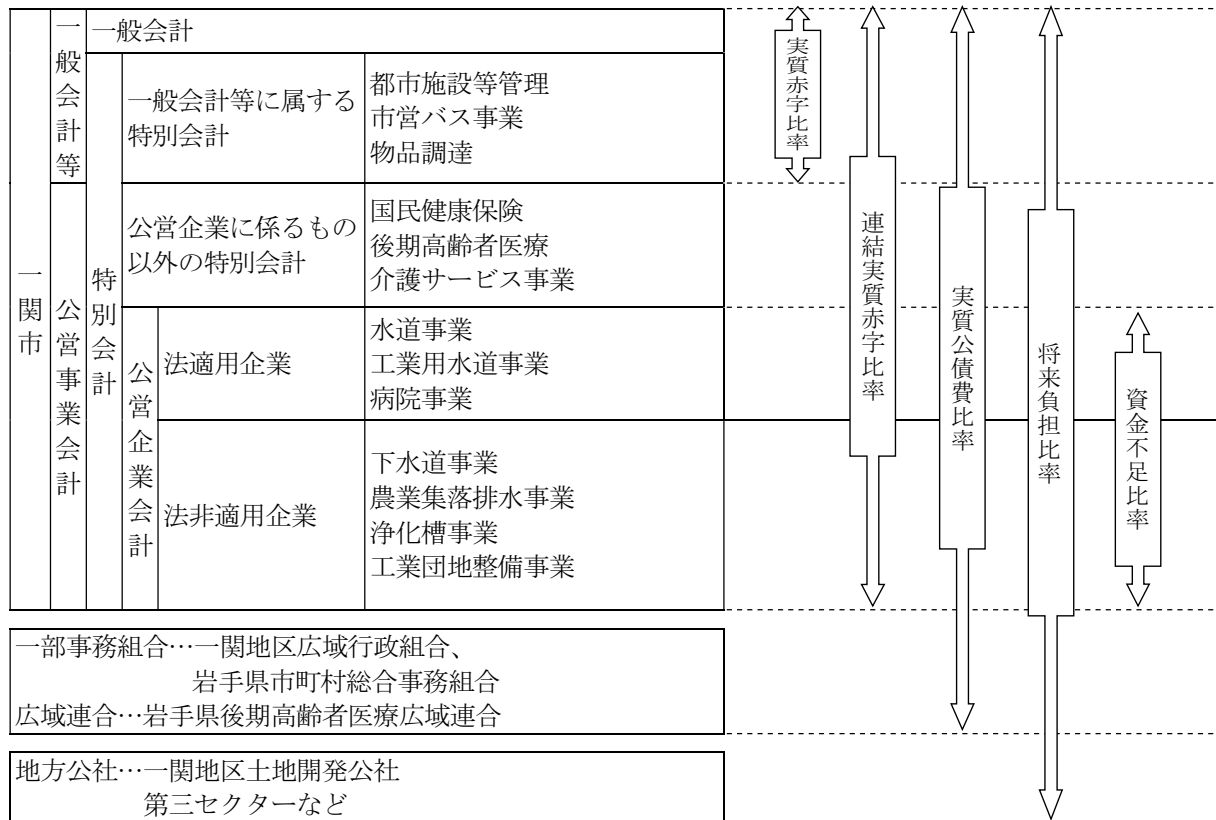 一関市
一般会計等
一般会計
特別会計
一般会計等に属する
特別会計
都市施設等管理
市営バス事業
物品調達
公営事業会計
公営企業に係るもの
以外の特別会計
国民健康保険
後期高齢者医療
介護サービス事業
公営企業会計
法適用企業
水道事業
工業用水道事業
病院事業
法非適用企業
下水道事業
農業集落排水事業
浄化槽事業
工業団地整備事業
実質赤字比率
連結実質赤字比率
実質公債費比率
将来負担比率
資金不足比率
一部事務組合…一関地区広域行政組合、
岩手県市町村総合事務組合
広域連合…岩手県後期高齢者医療広域連合
地方公社…一関地区土地開発公社
第三セクターなど